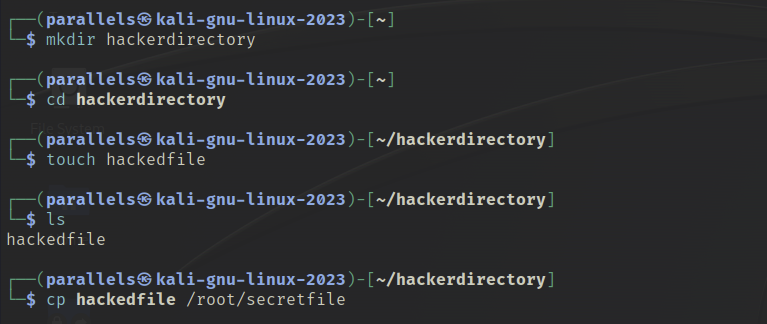 ┌──(parallels㉿kali-gnu-linux-2023)-[~]
└─$ mkdir hackerdirectory
┌──(parallels㉿kali-gnu-linux-2023)-[~]
└─$ cd hackerdirectory
┌──(parallels㉿kali-gnu-linux-2023)-[~/hackerdirectory]
└─$ touch hackedfile
┌──(parallels㉿kali-gnu-linux-2023)-[~/hackerdirectory]
└─$ ls
hackedfile
┌──(parallels㉿kali-gnu-linux-2023)-[~/hackerdirectory]
└─$ cp hackedfile /root/secretfile